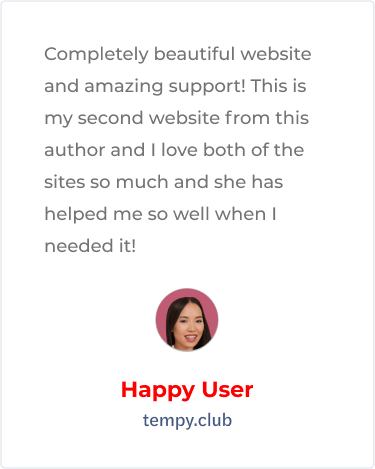 Completely beautiful website
and amazing support! This is
my second website from this
author and I love both of the
sites so much and she has
helped me so well when I
needed it!
Happy User
tempy.club